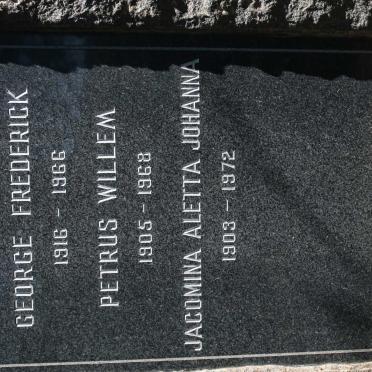 GEORGE FREDERICK
1916 - 1966
PETRUS WILLEM
1905 - 1968
JACOMINA ALETTA JOHANNA
1903 - 1972